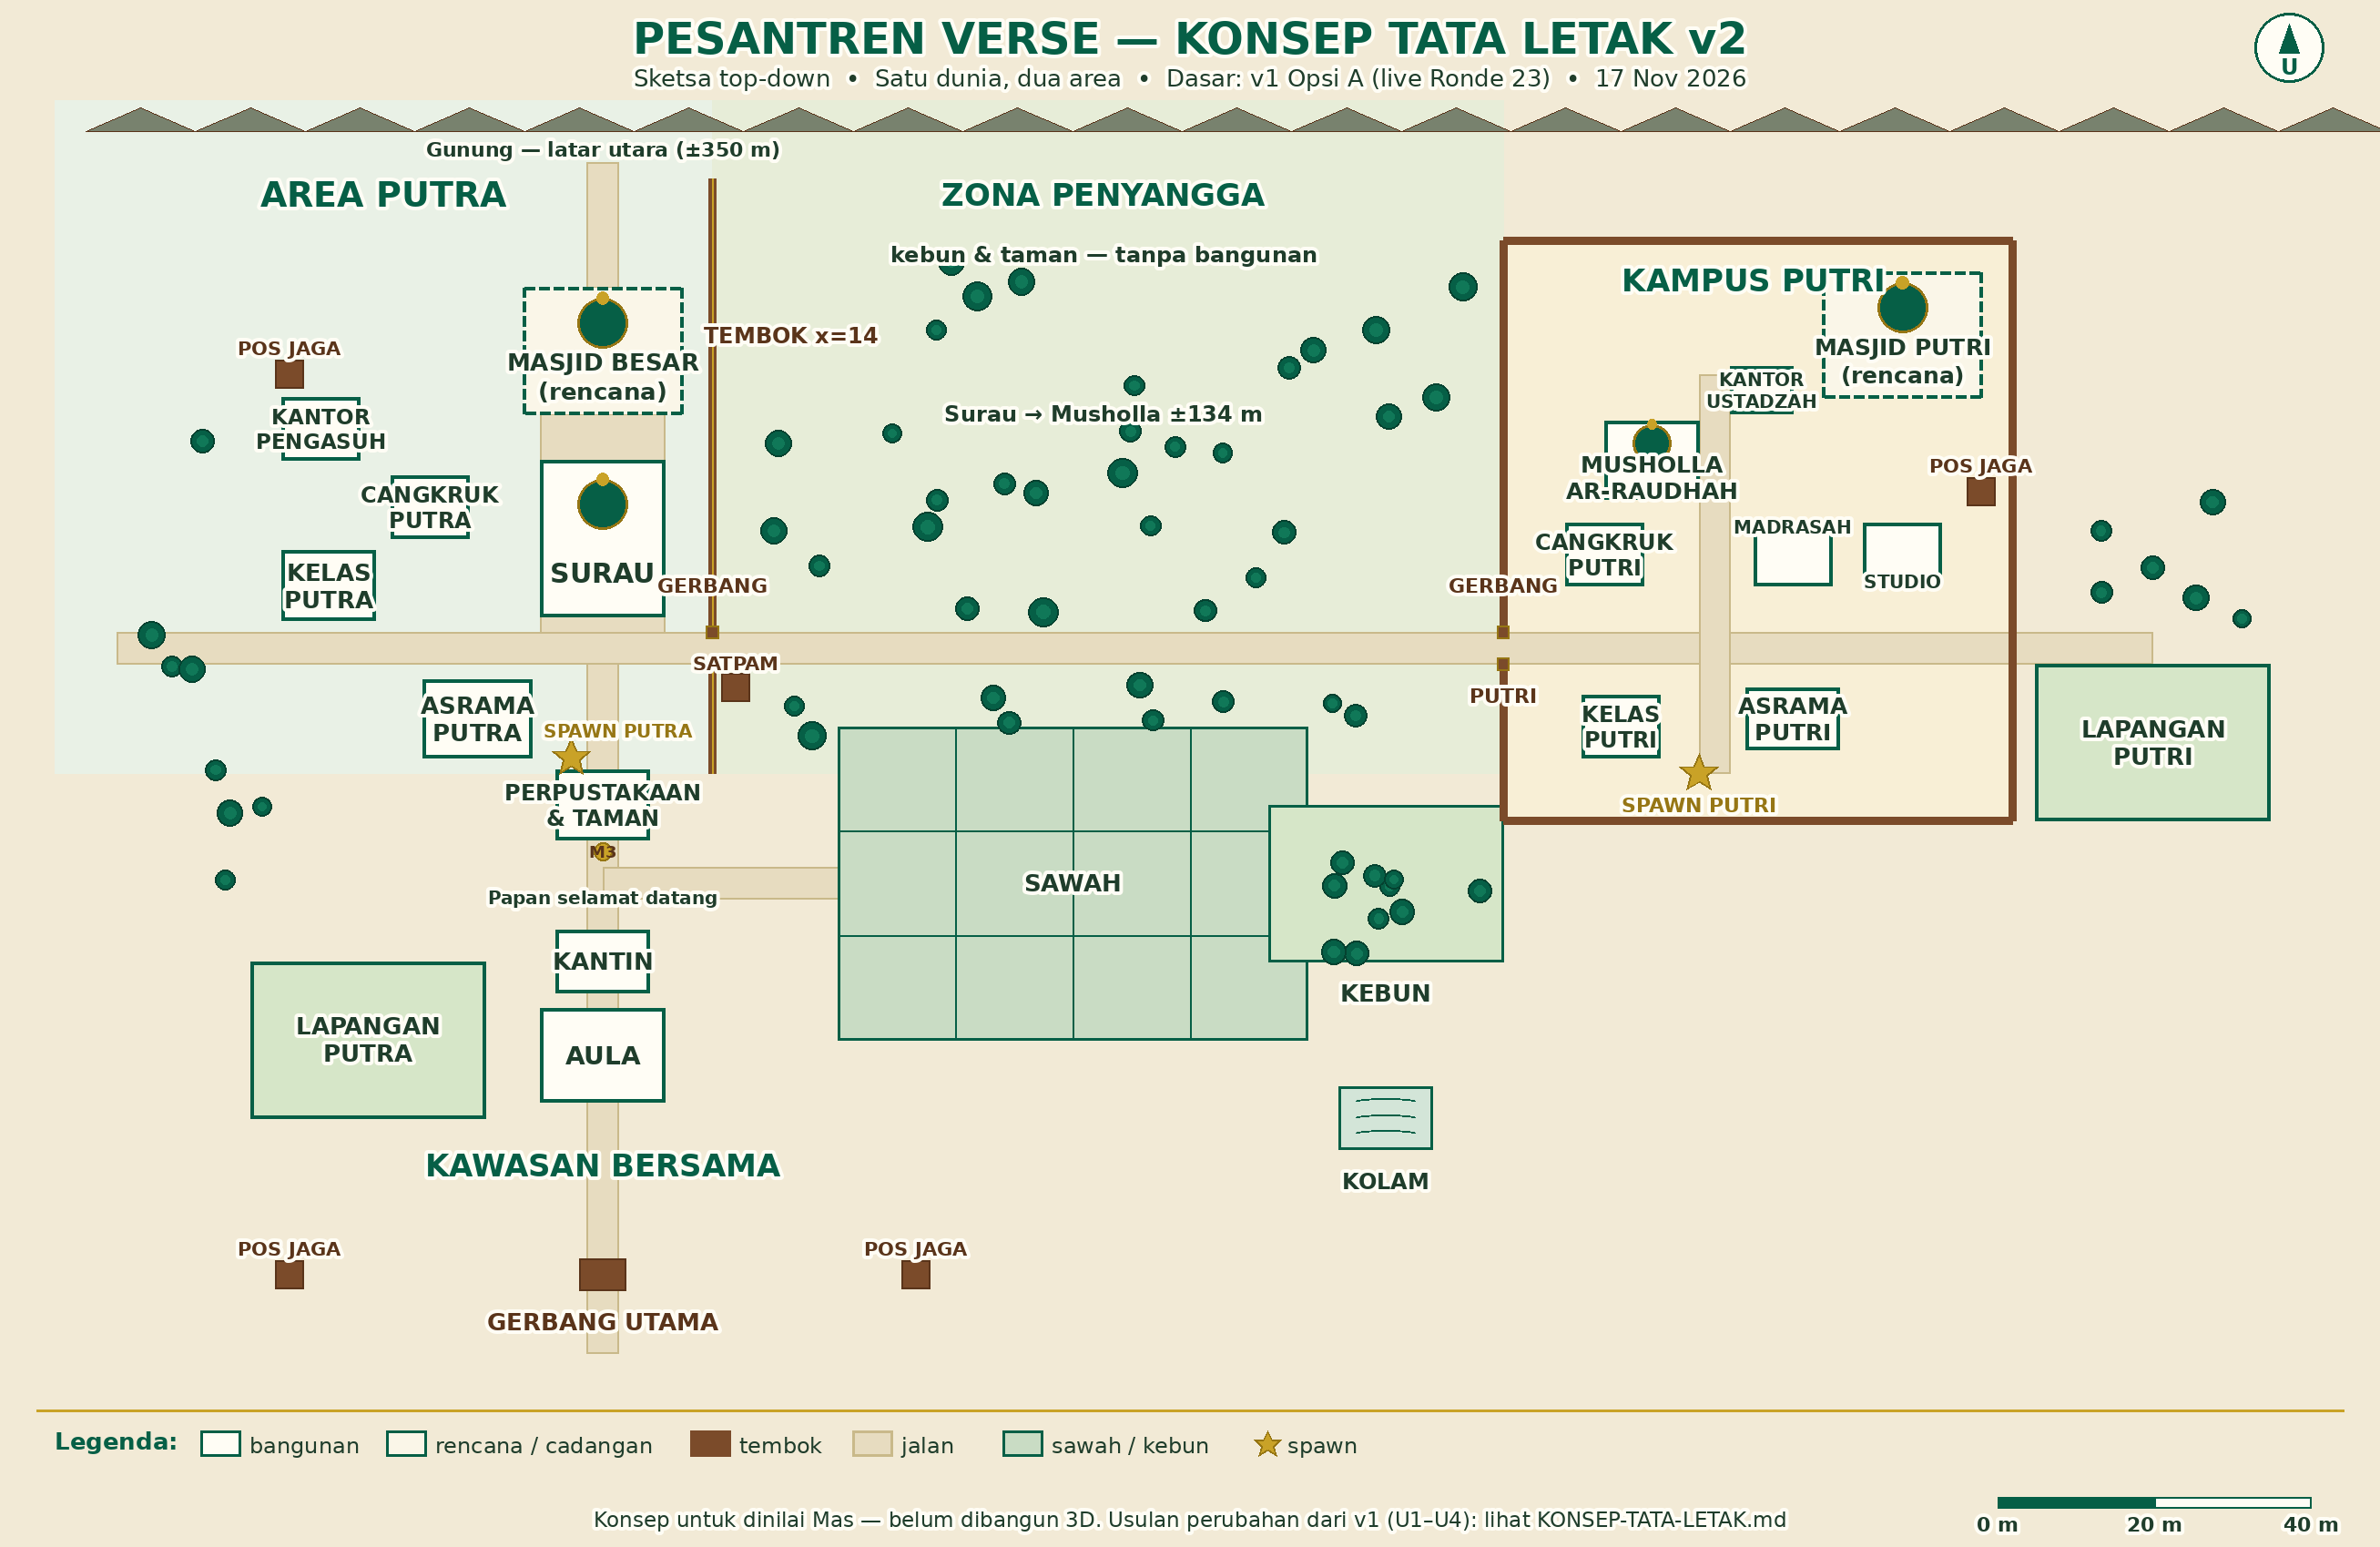 PESANTREN VERSE — KONSEP TATA LETAK v2
Sketsa top-down • Satu dunia, dua area • Dasar: v1 Opsi A (live Ronde 23) • 17 Nov 2026
U
Gunung — latar utara (±350 m)
AREA PUTRA
ZONA PENYANGGA
kebun & taman — tanpa bangunan
KAMPUS PUTRI
TEMBOK x=14
POS JAGA
MASJID BESAR
(rencana)
MASJID PUTRI
(rencana)
KANTOR
USTADZAH
KANTOR
PENGASUH
Surau → Musholla ±134 m
MUSHOLLA
AR-RAUDHAH
POS JAGA
CANGKRUK
PUTRA
MADRASAH
CANGKRUK
PUTRI
STUDIO
KELAS
PUTRA
SURAU
GERBANG
GERBANG
SATPAM
PUTRI
ASRAMA
PUTRA
SPAWN PUTRA
KELAS
PUTRI
ASRAMA
PUTRI
LAPANGAN
PUTRI
PERPUSTAKAAN
& TAMAN
SPAWN PUTRI
M3
Papan selamat datang
SAWAH
KANTIN
KEBUN
LAPANGAN
PUTRA
AULA
KAWASAN BERSAMA
KOLAM
POS JAGA
POS JAGA
GERBANG UTAMA
Legenda:
bangunan
rencana / cadangan
tembok
jalan
sawah / kebun
spawn
Konsep untuk dinilai Mas — belum dibangun 3D. Usulan perubahan dari v1 (U1–U4): lihat KONSEP-TATA-LETAK.md
0 m
20 m
40 m